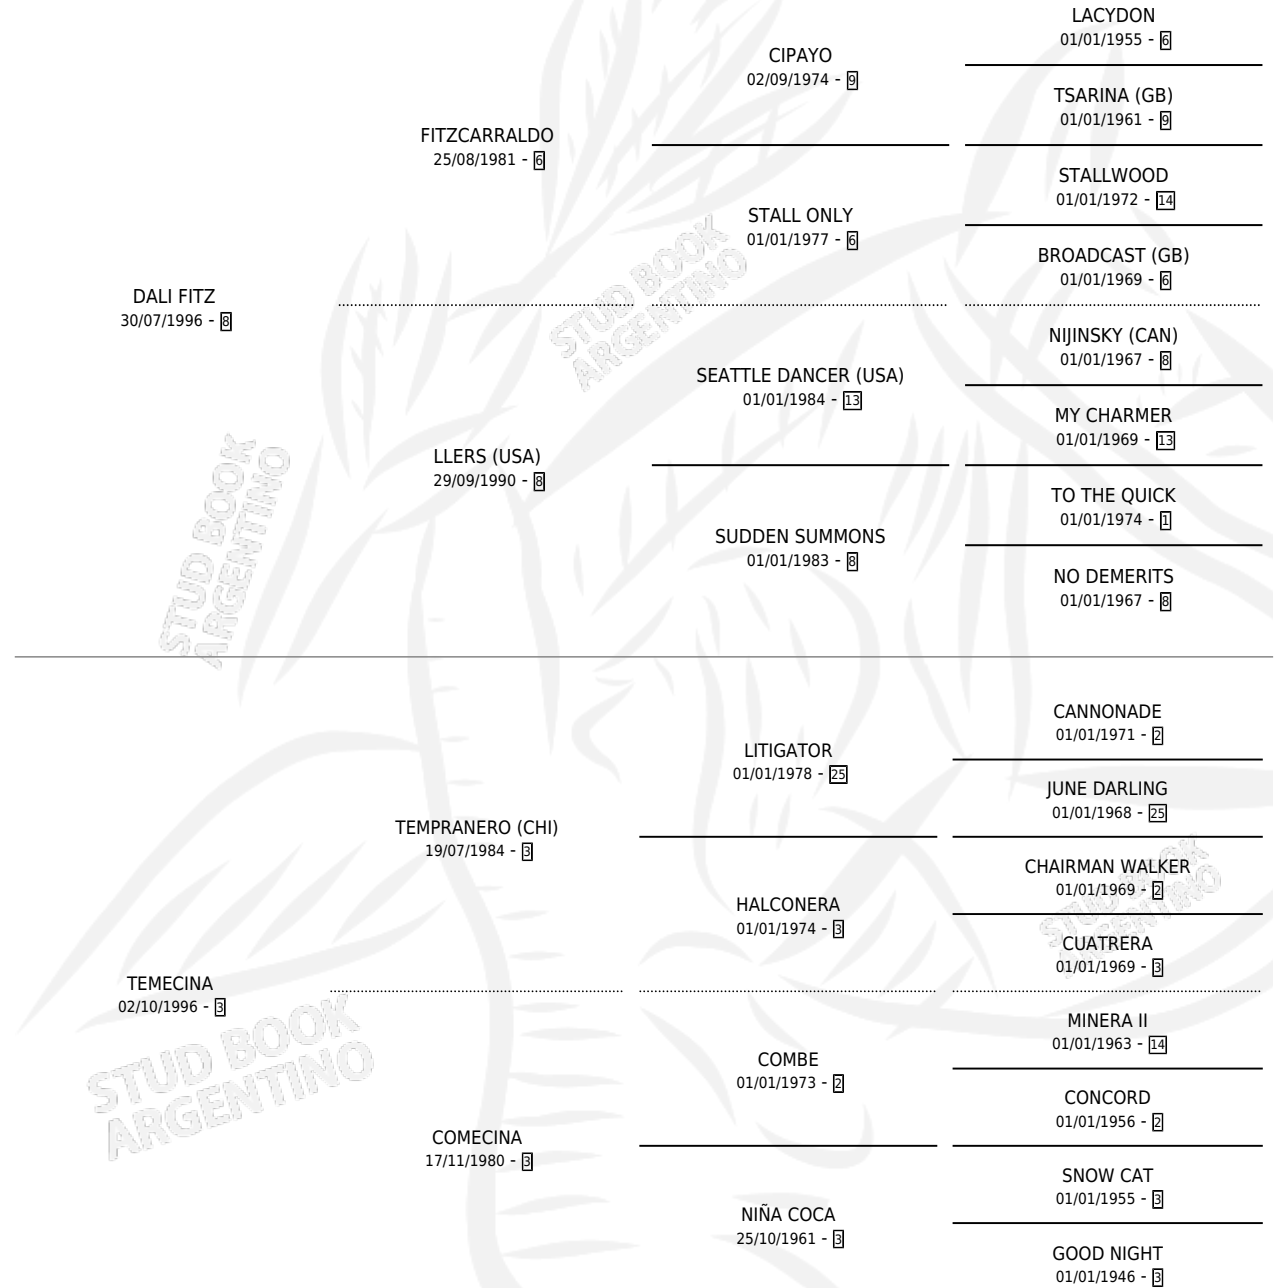 LACYDON
01/01/1955 - 6
CIPAYO
02/09/1974 - 9
TSARINA (GB)
01/01/1961 - 9
FITZCARRALDO
25/08/1981 - 6
STALLWOOD
01/01/1972 - 14
STALL ONLY
01/01/1977 - 6
BROADCAST (GB)
01/01/1969 - 6
DALI FITZ
30/07/1996 - 8
NIJINSKY (CAN)
01/01/1967 - 8
SEATTLE DANCER (USA)
01/01/1984 - 13
MY CHARMER
01/01/1969 - 13
LLERS (USA)
29/09/1990 - 8
TO THE QUICK
01/01/1974 - 1
SUDDEN SUMMONS
01/01/1983 - 8
NO DEMERITS
01/01/1967 - 8
STUD BOOK
ARGENTINO
STUD BOOK
ARGENTINO
CANNONADE
01/01/1971 - 2
LITIGATOR
01/01/1978 - 25
JUNE DARLING
01/01/1968 - 25
TEMPRANERO (CHI)
19/07/1984 - 3
CHAIRMAN WALKER
01/01/1969 - 2
HALCONERA
01/01/1974 - 3
CUATRERA
01/01/1969 - 3
STUD BOOK
ARGENTINO
TEMECINA
02/10/1996 - 3
MINERA II
01/01/1963 - 14
COMBE
01/01/1973 - 2
CONCORD
01/01/1956 - 2
STUD BOOK
ARGENTINO
COMECINA
17/11/1980 - 3
SNOW CAT
01/01/1955 - 3
NIÑA COCA
25/10/1961 - 3
GOOD NIGHT
01/01/1946 - 3